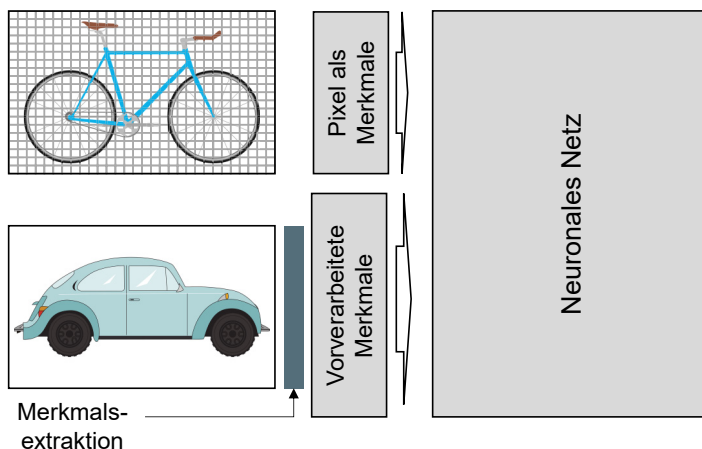 Pixel als
Merkmale
Neuronales Netz
Vorverarbeitete
Merkmale
Merkmals-
extraktion